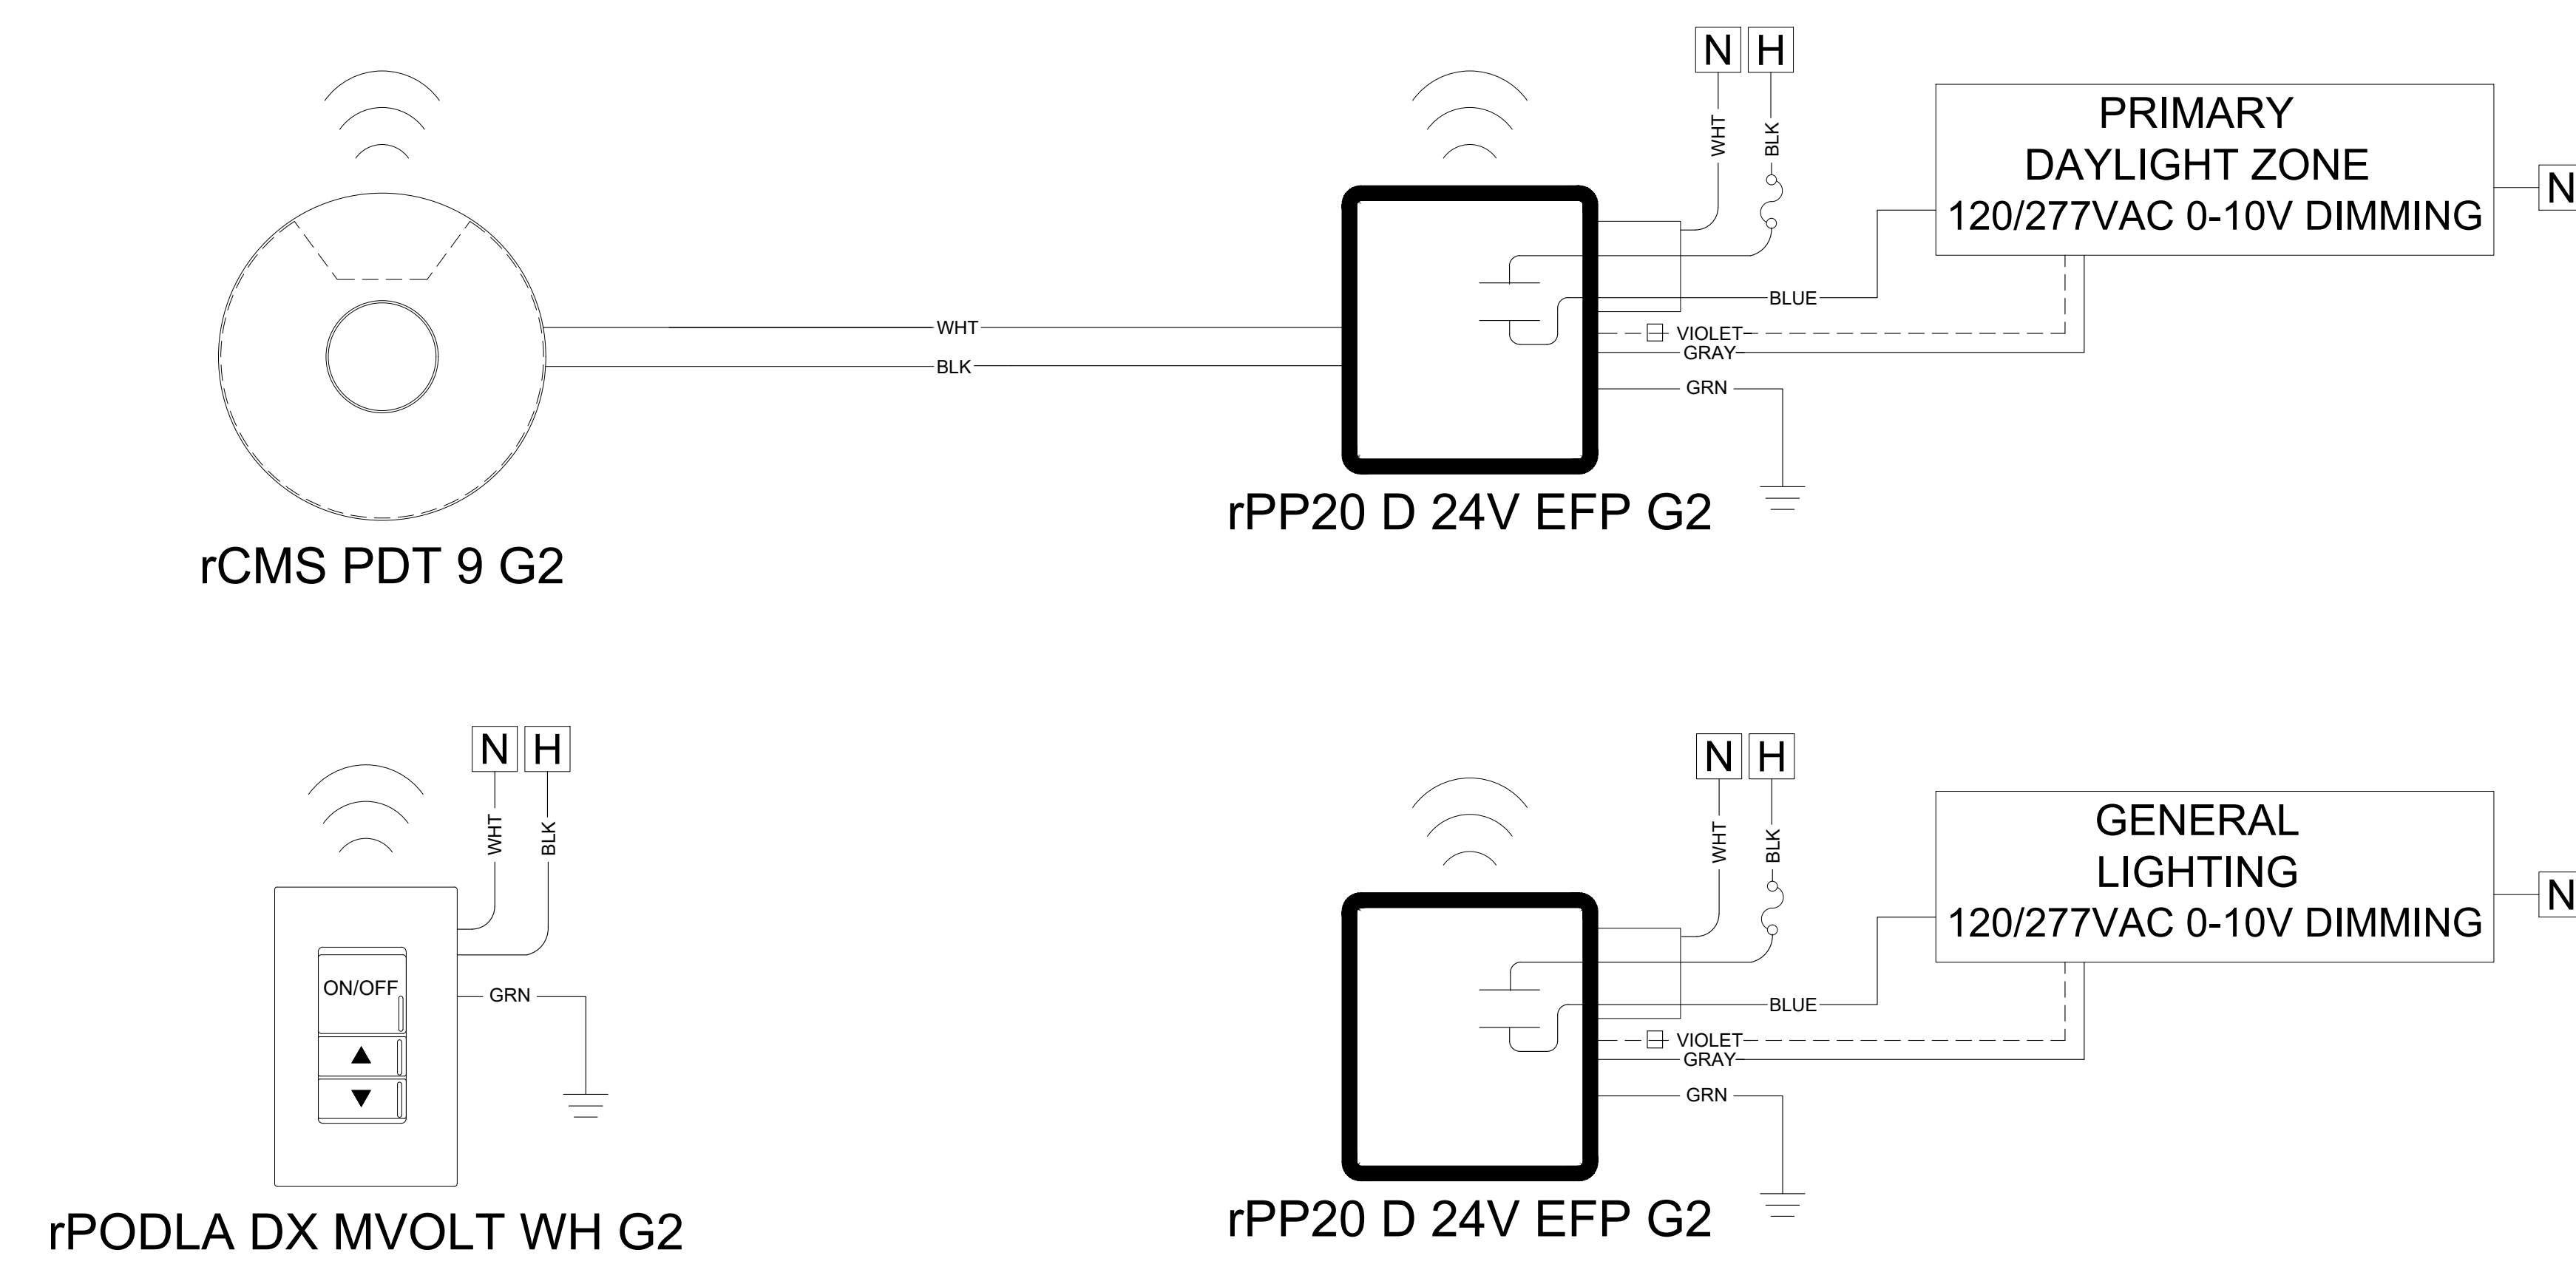 N H
WHT
BLK
PRIMARY
DAYLIGHT ZONE
120/277VAC 0-10V DIMMING
N
BLUE
WHT
VIOLET
GRAY
BLK
GRN
rPP20 D 24V EFP G2
rCMS PDT 9 G2
N H
WHT
BLK
ON/OFF
GRN
rPODLA DX MVOLT WH G2
N H
WHT
BLK
GENERAL
LIGHTING
120/277VAC 0-10V DIMMING
N
BLUE
VIOLET
GRAY
GRN
rPP20 D 24V EFP G2